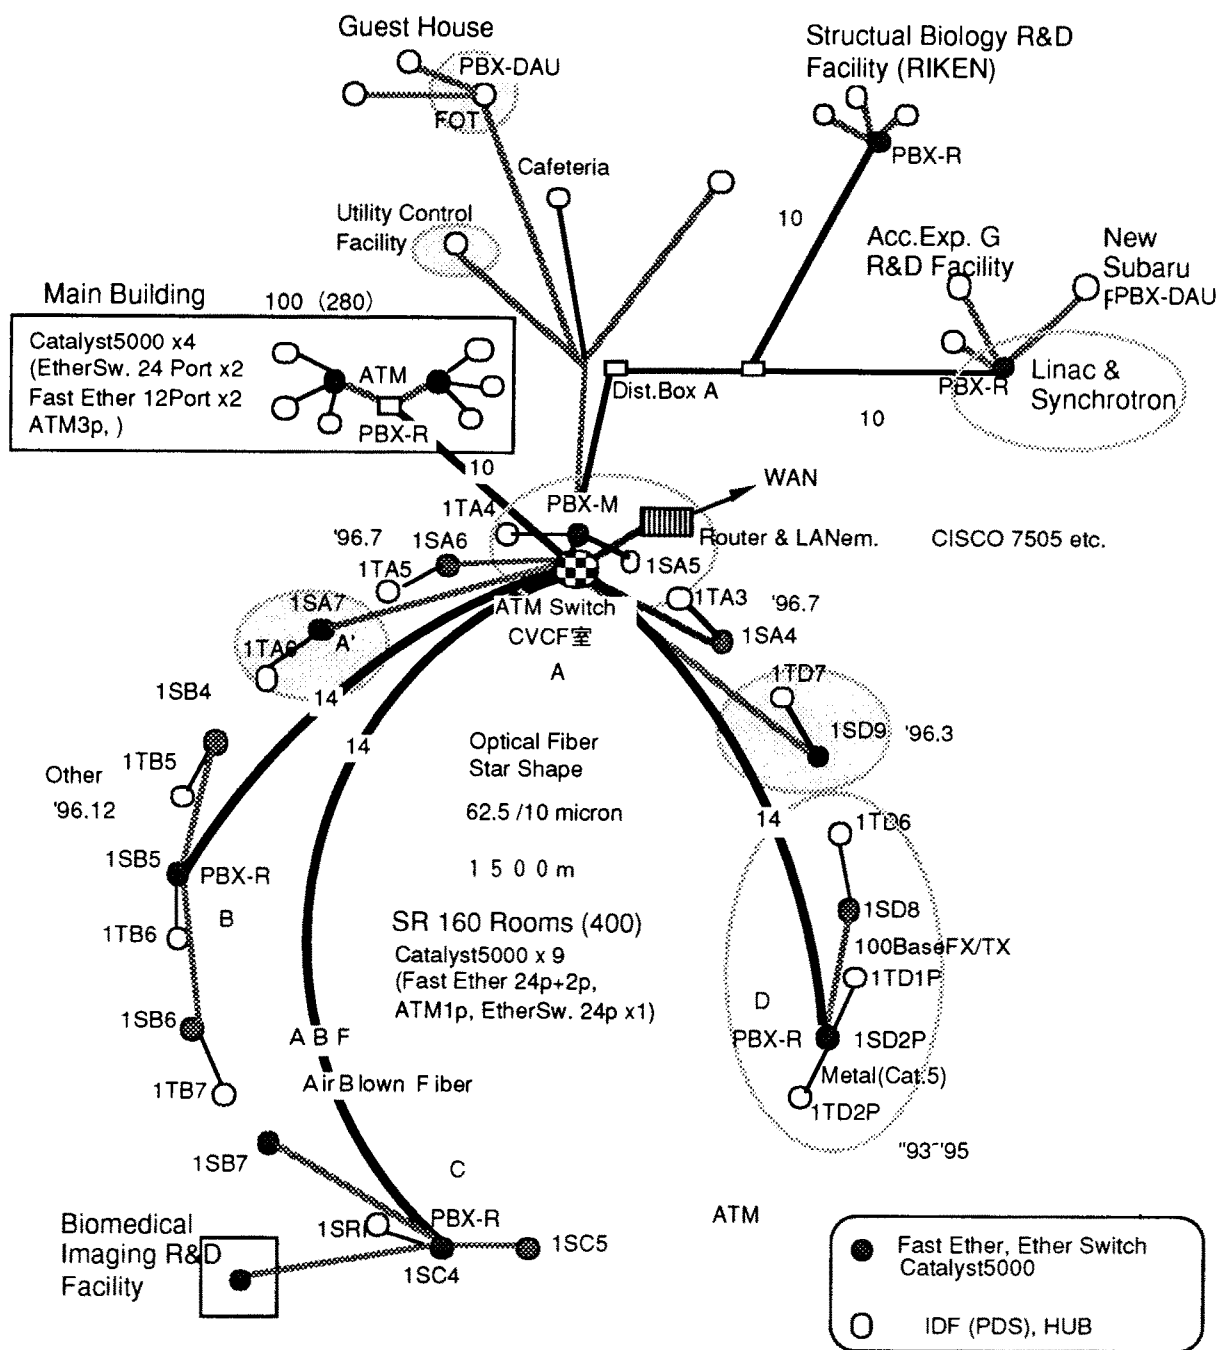 Guest House
PBX-DAU
FOT
Structual Biology R&D
Facility (RIKEN)
PBX-R
Cafeteria
Utility Control
Facility
10
Acc.Exp. G
R&D Facility
New
Subaru
PBX-DAU
Main Building
100 (280)
Catalyst5000 x4
(EtherSw. 24 Port x2
Fast Ether 12Port x2
ATM3p, )
ATM
PBX-R
Dist.Box A
PBX-R
Linac &
Synchrotron
10
10
WAN
PBX-M
1TA4
Router & LANem.
CISCO 7505 etc.
'96.7
1SA6
1TA5
1SA5
1TA3
'96.7
1SA4
ATM Switch
CVCF室
A
1SA7
A'
1TA6
14
14
1SB4
1TB5
Other
'96.12
1TD7
1SD9
'96.3
Optical Fiber
Star Shape
62.5 /10 micron
1 5 0 0 m
14
1TD6
1SB5
PBX-R
B
1TB6
1SD8
100BaseFX/TX
1TD1P
SR 160 Rooms (400)
Catalyst5000 x 9
(Fast Ether 24p+2p,
ATM1p, EtherSw. 24p x1)
D
PBX-R
1SD2P
Metal(Cat.5)
1TD2P
1SB6
1TB7
A B F
Air Blown Fiber
"93~'95
1SB7
C
PBX-R
1SC5
1SC4
ATM
Biomedical
Imaging R&D
Facility
Fast Ether, Ether Switch
Catalyst5000
IDF (PDS), HUB